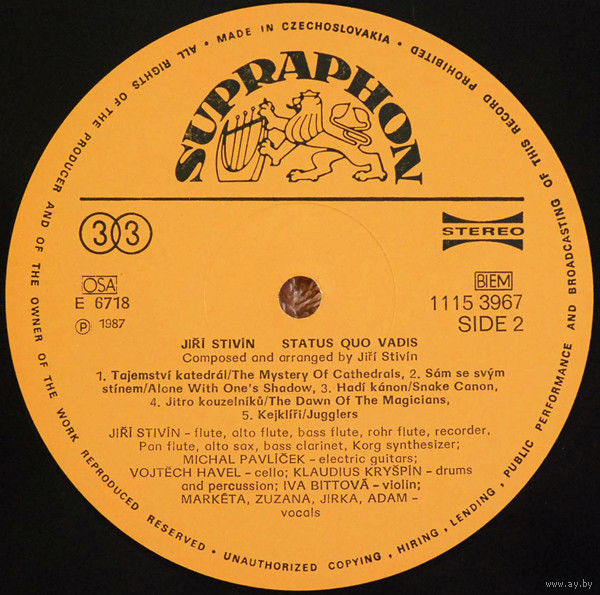 ALL RIGHTS OF THE PRODUCER AND OF THE OWNER OF THE WORK REPRODUCED RESERVED • UNAUTHORIZED COPYING, HIRING, LENDING, PUBLIC PERFORMANCE AND BROADCASTING OF THIS RECORD PROHIBITED • MADE IN CZECHOSLOVAKIA •
SUPRAPHON
33
STEREO
OSA
E 6718
Ⓟ 1987
BIEM
1115 3967
SIDE 2
JIŘÍ STIVÍN STATUS QUO VADIS
Composed and arranged by Jiří Stivín
1. Tajemství katedrál/The Mystery Of Cathedrals, 2. Sám se svým
stínem/Alone With One's Shadow, 3. Hadí kánon/Snake Canon,
4. Jitro kouzelníků/The Dawn Of The Magicians,
5. Kejklíři/Jugglers
JIŘÍ STIVÍN – flute, alto flute, bass flute, rohr flute, recorder,
Pan flute, alto sax, bass clarinet, Korg synthesizer;
MICHAL PAVLÍČEK – electric guitars;
VOJTĚCH HAVEL – cello; KLAUDIUS KRYŠPÍN – drums
and percussion; IVA BITTOVÁ – violin;
MARKÉTA, ZUZANA, JIRKA, ADAM –
vocals
www.ay.by